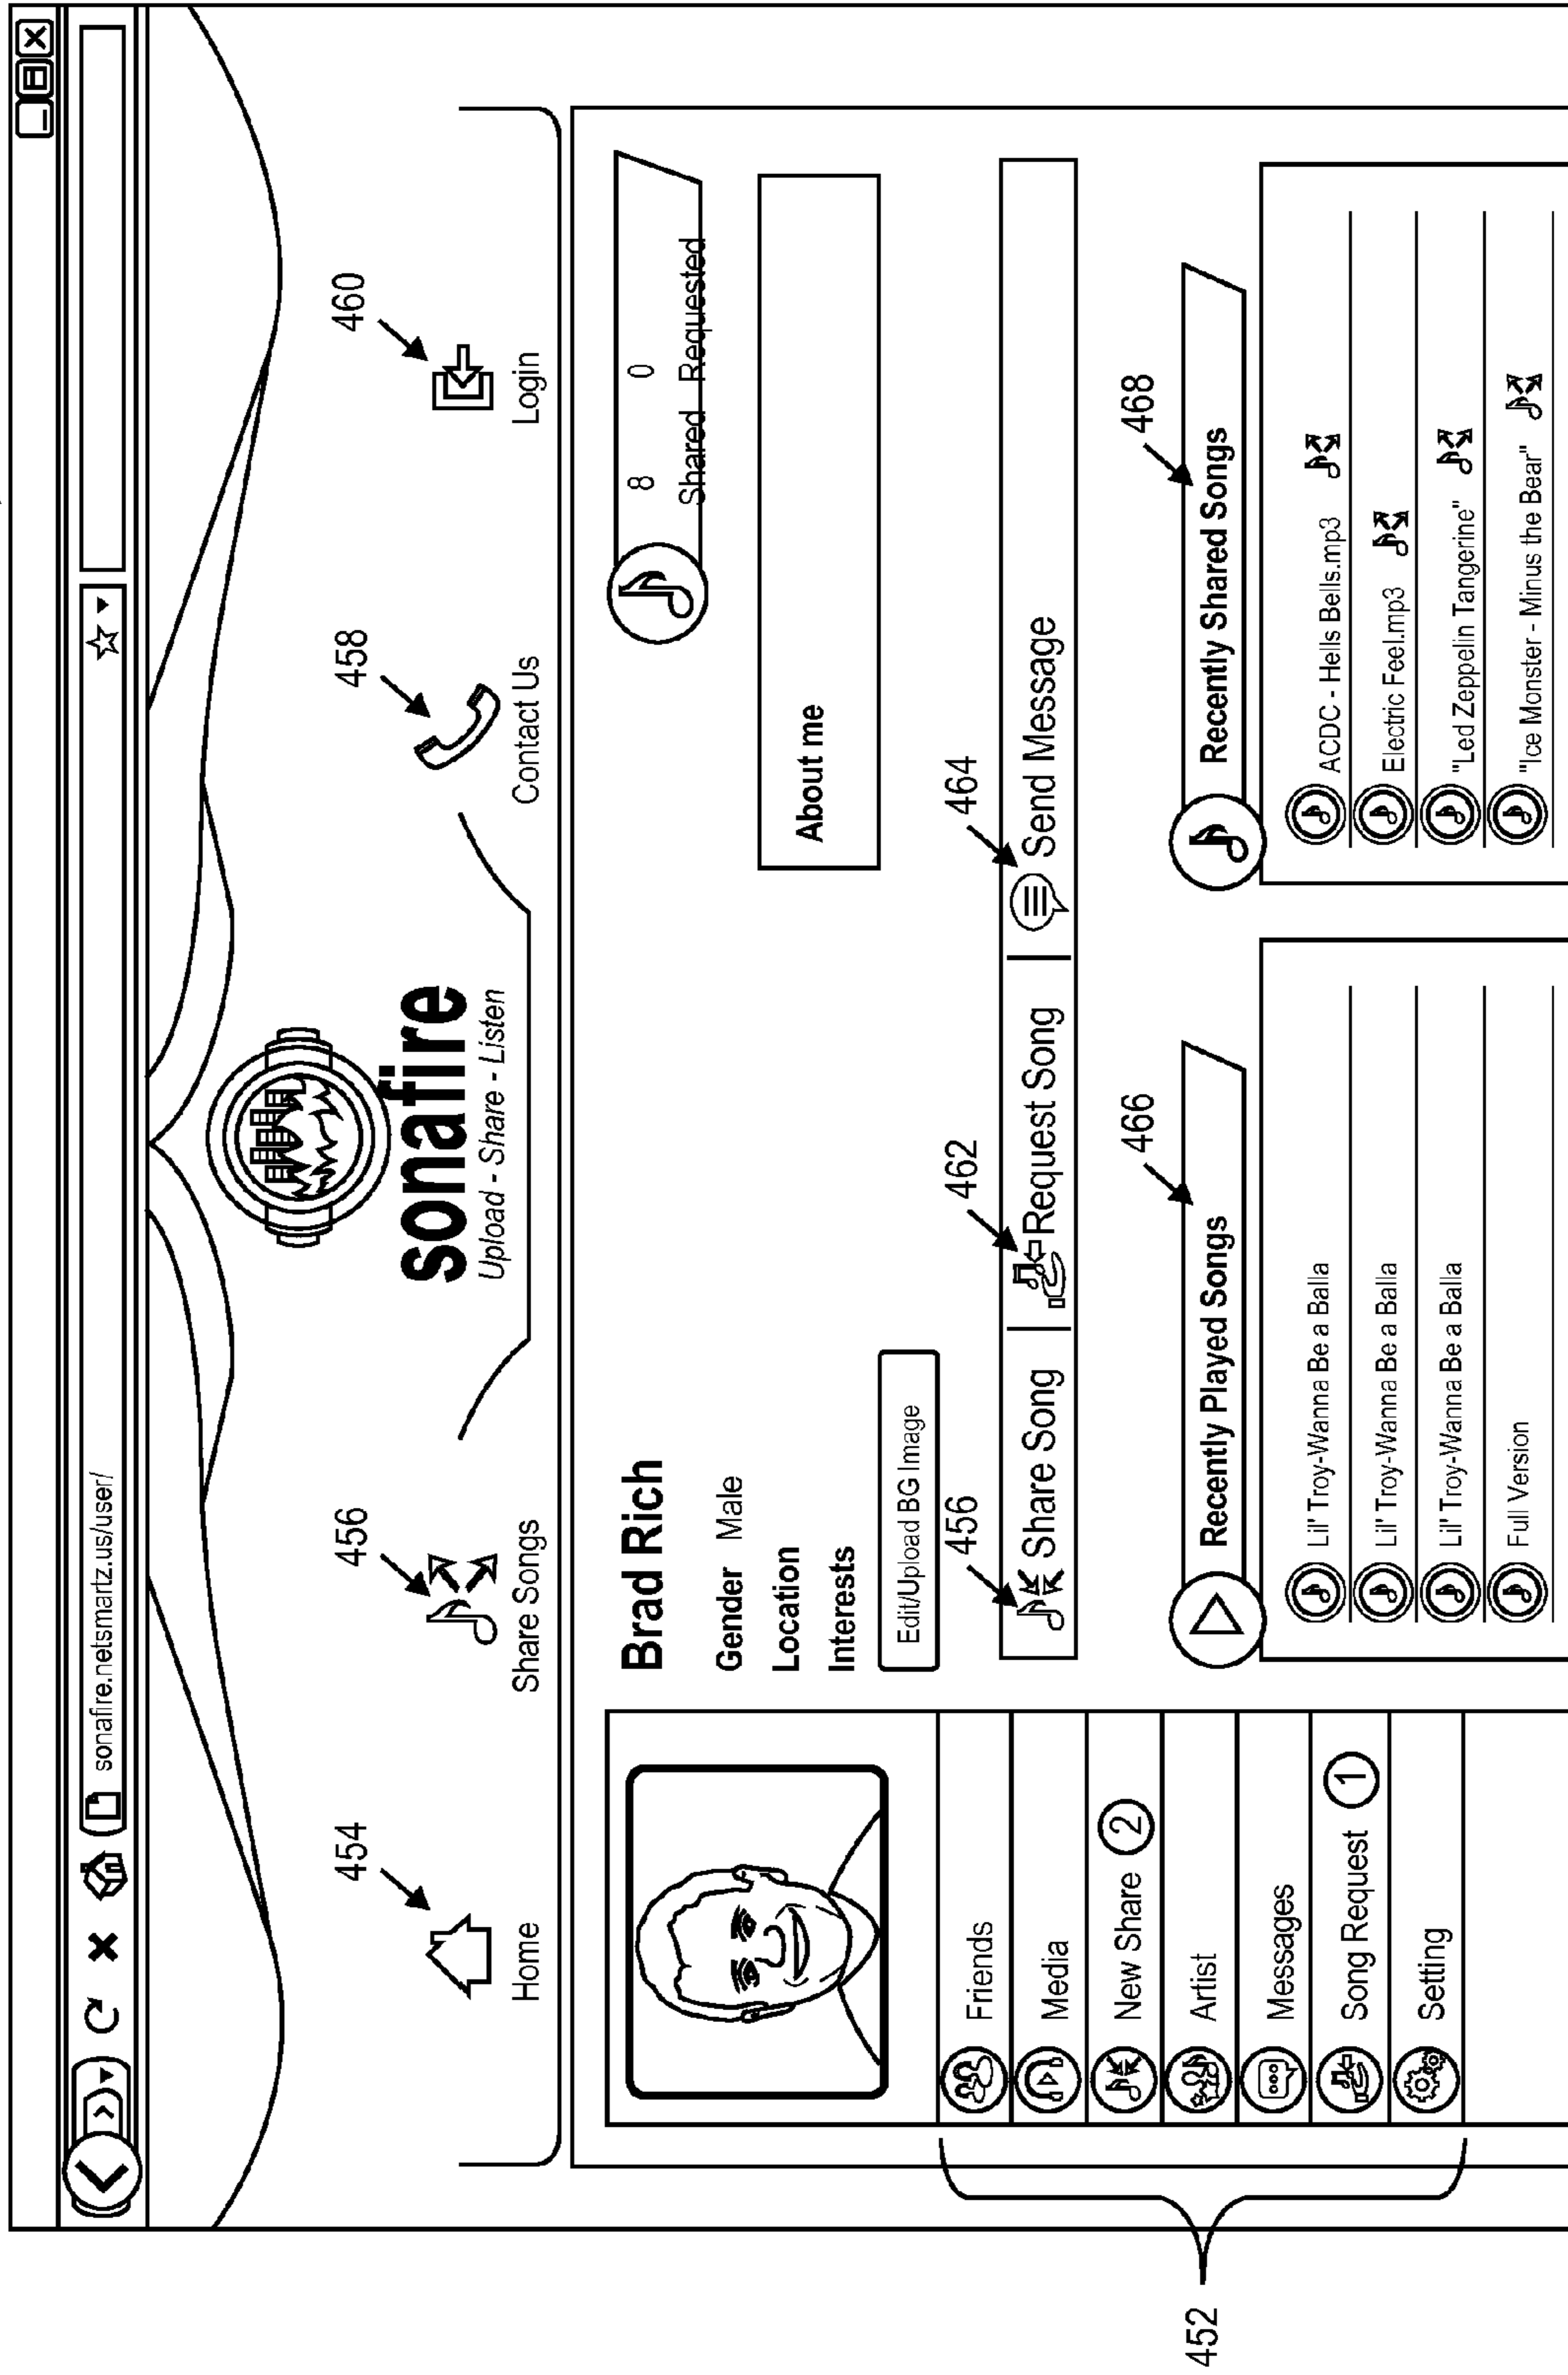 sonafire.netsmartz.us/user/
454
456
458
460
sonafire
Upload - Share - Listen
Home
Share Songs
Contact Us
Login
Brad Rich
Gender Male
Location
Interests
Edit/Upload BG Image
8 0
Shared Requested
About me
456
462
464
Share Song
Request Song
Send Message
452
Friends
Media
New Share 2
Artist
Messages
Song Request 1
Setting
466
Recently Played Songs
Lil' Troy-Wanna Be a Balla
Lil' Troy-Wanna Be a Balla
Lil' Troy-Wanna Be a Balla
Full Version
468
Recently Shared Songs
ACDC - Hells Bells.mp3
Electric Feel.mp3
"Led Zeppelin Tangerine"
"Ice Monster - Minus the Bear"